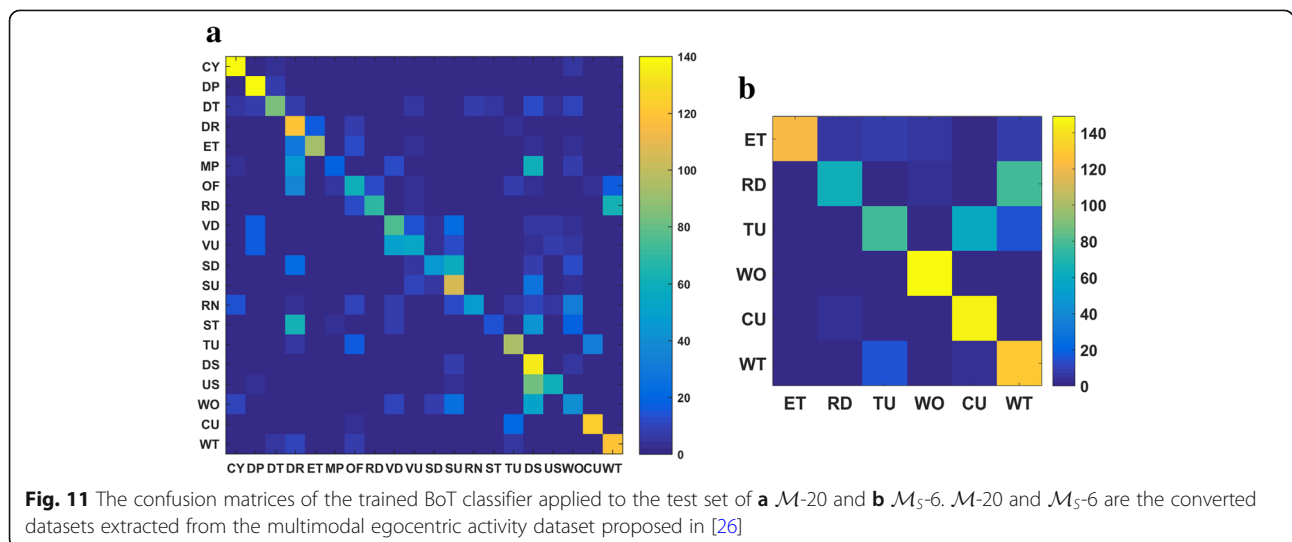 a
CY
DP
DT
DR
ET
MP
OF
RD
VD
VU
SD
SU
RN
ST
TU
DS
US
WO
CU
WT
CY DP DT DR ET MP OF RD VD VU SD SU RN ST TU DS US WO CU WT
140
120
100
80
60
40
20
0
b
ET
RD
TU
WO
CU
WT
ET RD TU WO CU WT
140
120
100
80
60
40
20
0
Fig. 11 The confusion matrices of the trained BoT classifier applied to the test set of a ℳ-20 and b ℳ_S-6. ℳ-20 and ℳ_S-6 are the converted
datasets extracted from the multimodal egocentric activity dataset proposed in [26]